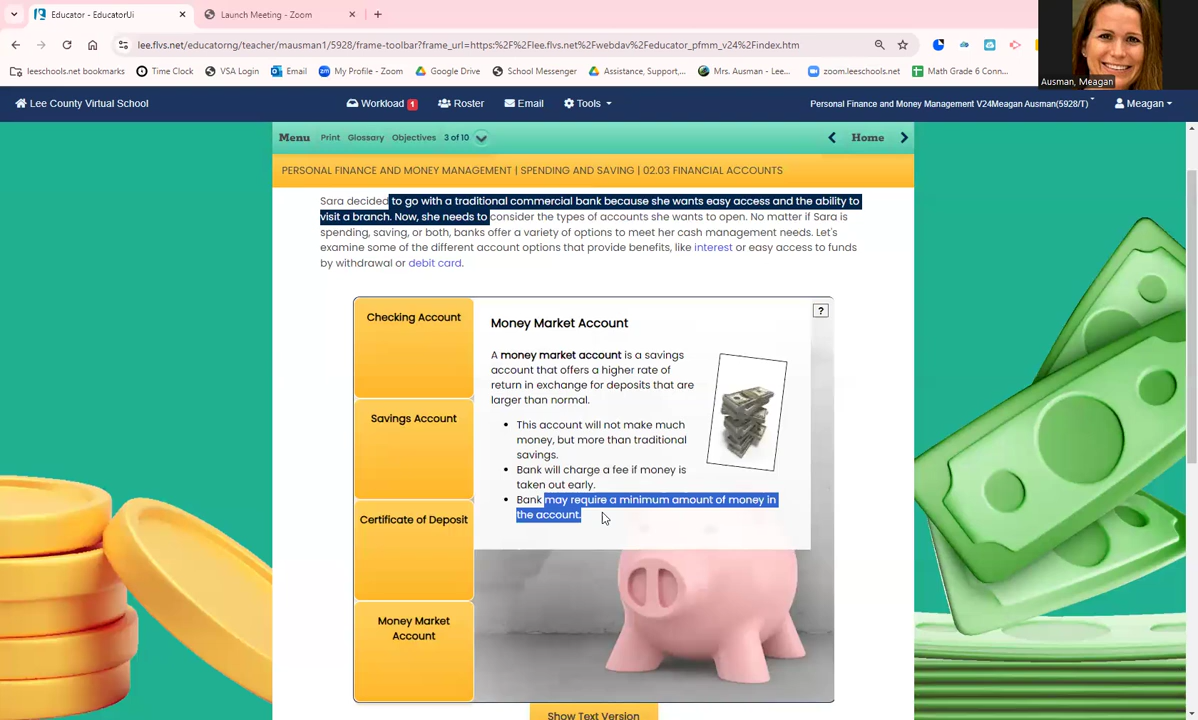 Educator - EducatorUi
Launch Meeting - Zoom
lee.flvs.net/educatorng/teacher/mausman1/5928/frame-toolbar?frame_url=https:%2F%2Flee.flvs.net%2Fwebdav%2Feducator_pfmm_v24%2Findex.htm
leeschools.net bookmarks
Time Clock
VSA Login
Email
My Profile - Zoom
Google Drive
School Messenger
Assistance, Support,...
Mrs. Ausman - Lee...
zoom.leeschools.net
Math Grade 6 Conn...
Ausman, Meagan
Lee County Virtual School
Workload 1
Roster
Email
Tools
Personal Finance and Money Management V24Meagan Ausman(5928/T)
Meagan
Menu Print Glossary Objectives 3 of 10
Home
PERSONAL FINANCE AND MONEY MANAGEMENT | SPENDING AND SAVING | 02.03 FINANCIAL ACCOUNTS
Sara decided to go with a traditional commercial bank because she wants easy access and the ability to
visit a branch. Now, she needs to consider the types of accounts she wants to open. No matter if Sara is
spending, saving, or both, banks offer a variety of options to meet her cash management needs. Let's
examine some of the different account options that provide benefits, like interest or easy access to funds
by withdrawal or debit card.
Checking Account
Savings Account
Certificate of Deposit
Money Market
Account
?
Money Market Account
A money market account is a savings
account that offers a higher rate of
return in exchange for deposits that are
larger than normal.
• This account will not make much
money, but more than traditional
savings.
• Bank will charge a fee if money is
taken out early.
• Bank may require a minimum amount of money in
the account.
Show Text Version